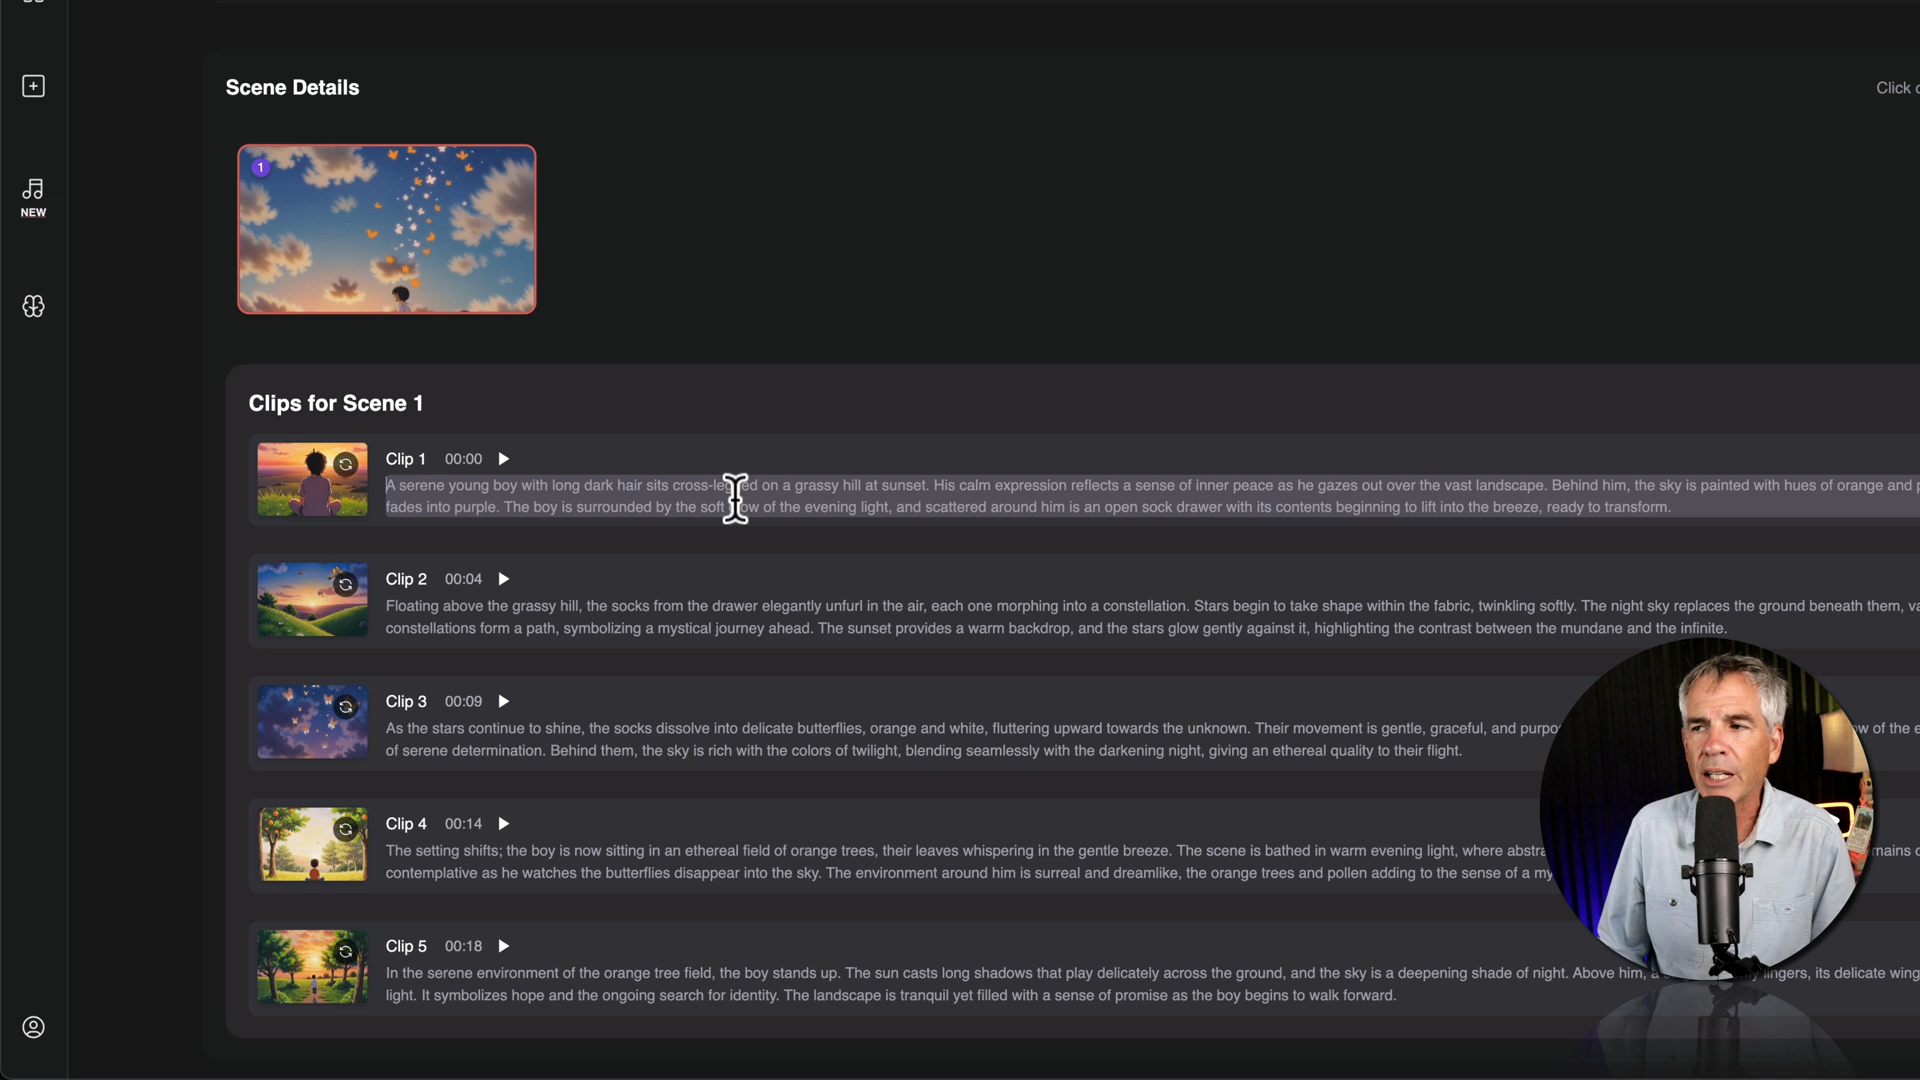 Scene Details
Click
1
NEW
Clips for Scene 1
Clip 1 00:00
A serene young boy with long dark hair sits cross-legged on a grassy hill at sunset. His calm expression reflects a sense of inner peace as he gazes out over the vast landscape. Behind him, the sky is painted with hues of orange and
fades into purple. The boy is surrounded by the soft glow of the evening light, and scattered around him is an open sock drawer with its contents beginning to lift into the breeze, ready to transform.
Clip 2 00:04
Floating above the grassy hill, the socks from the drawer elegantly unfurl in the air, each one morphing into a constellation. Stars begin to take shape within the fabric, twinkling softly. The night sky replaces the ground beneath them,
constellations form a path, symbolizing a mystical journey ahead. The sunset provides a warm backdrop, and the stars glow gently against it, highlighting the contrast between the mundane and the infinite.
Clip 3 00:09
As the stars continue to shine, the socks dissolve into delicate butterflies, orange and white, fluttering upward towards the unknown. Their movement is gentle, graceful, and of the
of serene determination. Behind them, the sky is rich with the colors of twilight, blending seamlessly with the darkening night, giving an ethereal quality to their flight.
Clip 4 00:14
The setting shifts; the boy is now sitting in an ethereal field of orange trees, their leaves whispering in the gentle breeze. The scene is bathed in warm evening light, where
contemplative as he watches the butterflies disappear into the sky. The environment around him is surreal and dreamlike, the orange trees and pollen adding to the sense of a
Clip 5 00:18
In the serene environment of the orange tree field, the boy stands up. The sun casts long shadows that play delicately across the ground, and the sky is a deepening shade of night. Above him, its delicate
light. It symbolizes hope and the ongoing search for identity. The landscape is tranquil yet filled with a sense of promise as the boy begins to walk forward.